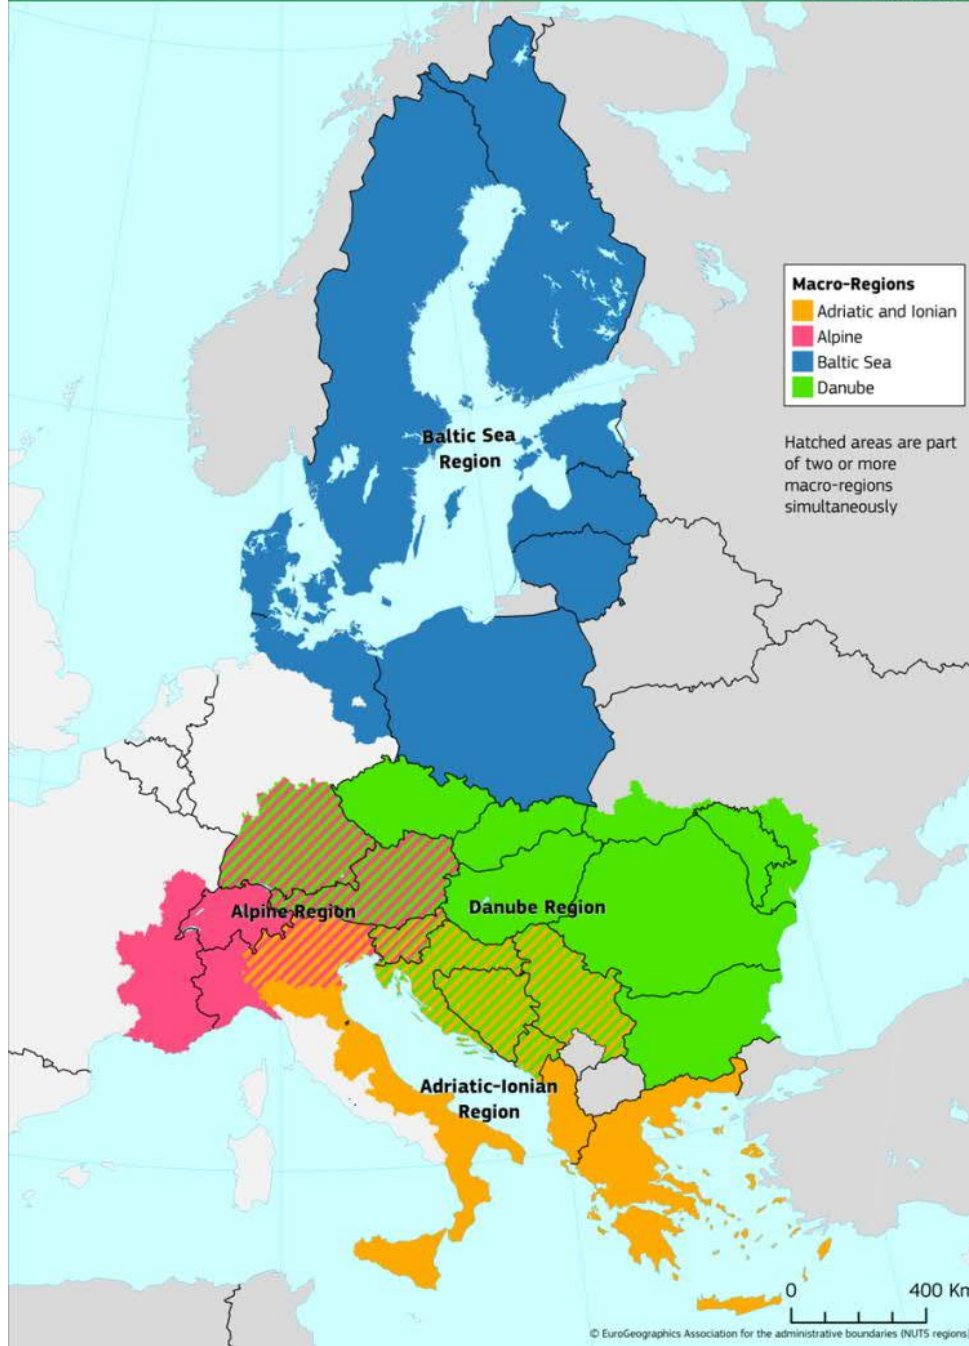 Macro-Regions
Adriatic and Ionian
Alpine
Baltic Sea
Danube
Hatched areas are part
of two or more
macro-regions
simultaneously
Baltic Sea
Region
Alpine Region
Danube Region
Adriatic-Ionian
Region
0 400 Km
© EuroGeographics Association for the administrative boundaries (NUTS regions)